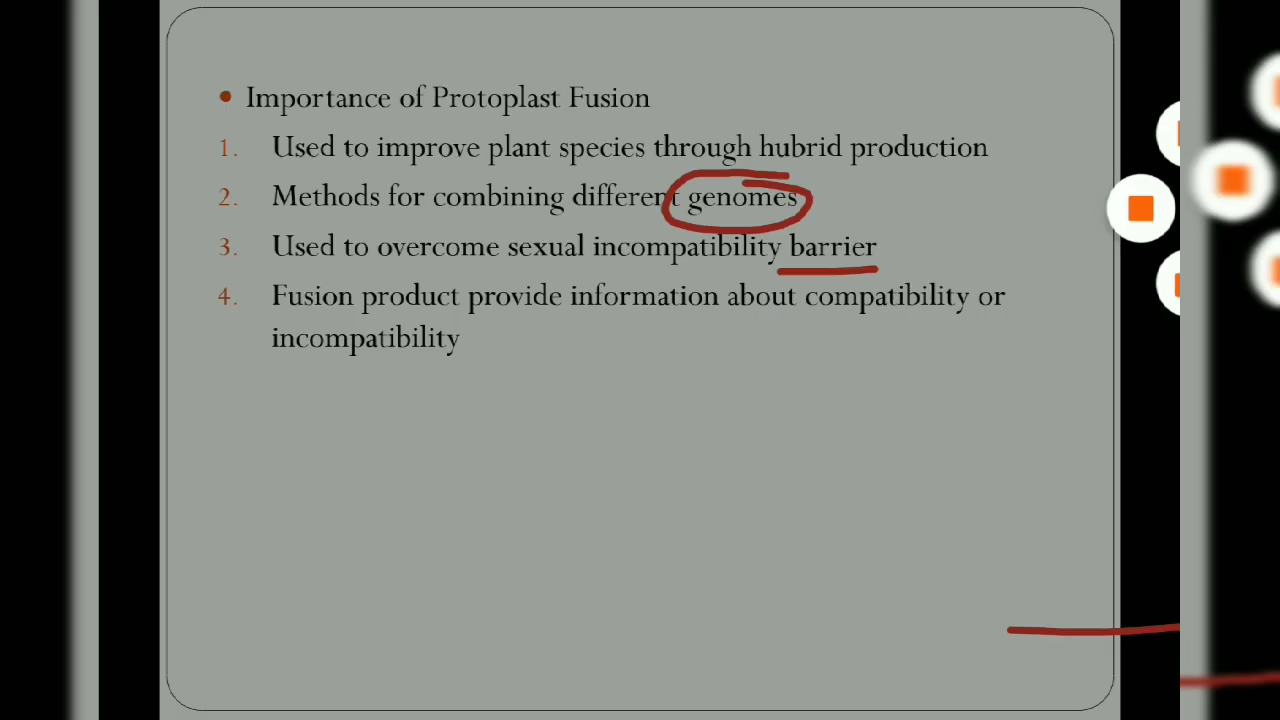 • Importance of Protoplast Fusion
1. Used to improve plant species through hubrid production
2. Methods for combining different genomes
3. Used to overcome sexual incompatibility barrier
4. Fusion product provide information about compatibility or
incompatibility